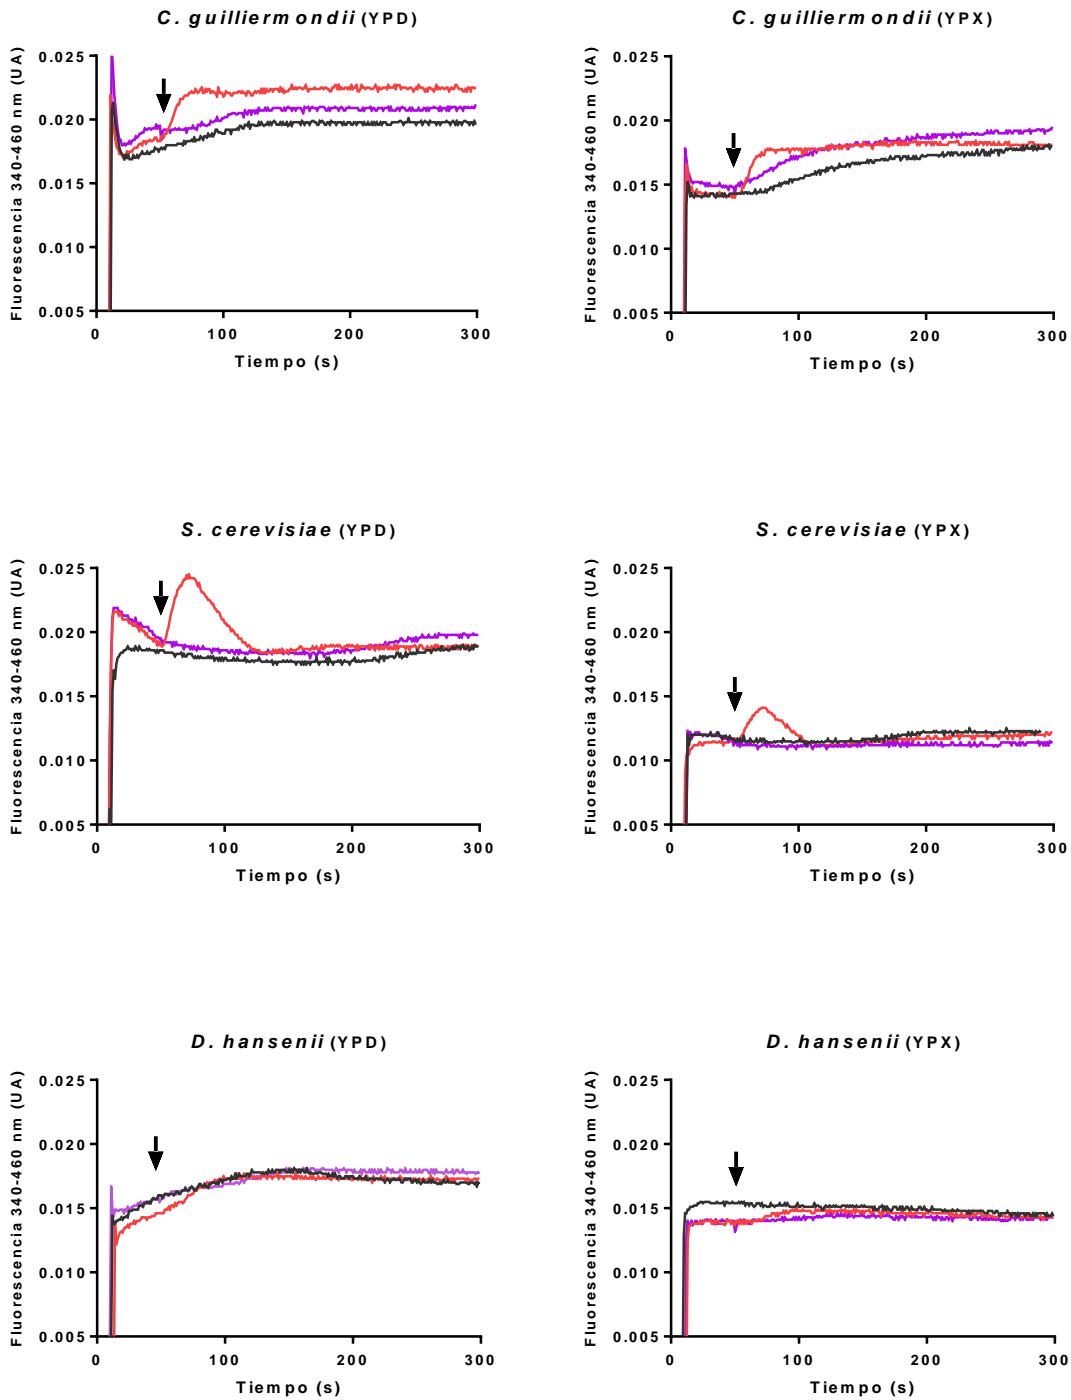 C. guilliermondii (YPD)
Fluorescencia 340-460 nm (UA)
0.025
0.020
0.015
0.010
0.005
0 100 200 300
Tiempo (s)
C. guilliermondii (YPX)
Fluorescencia 340-460 nm (UA)
0.025
0.020
0.015
0.010
0.005
0 100 200 300
Tiempo (s)
S. cerevisiae (YPD)
Fluorescencia 340-460 nm (UA)
0.025
0.020
0.015
0.010
0.005
0 100 200 300
Tiempo (s)
S. cerevisiae (YPX)
Fluorescencia 340-460 nm (UA)
0.025
0.020
0.015
0.010
0.005
0 100 200 300
Tiempo (s)
D. hansenii (YPD)
Fluorescencia 340-460 nm (UA)
0.025
0.020
0.015
0.010
0.005
0 100 200 300
Tiempo (s)
D. hansenii (YPX)
Fluorescencia 340-460 nm (UA)
0.025
0.020
0.015
0.010
0.005
0 100 200 300
Tiempo (s)